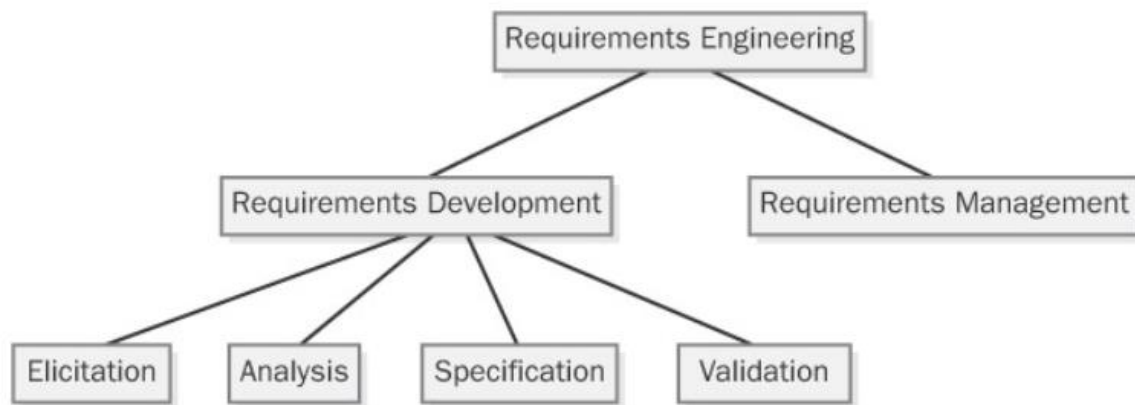 Requirements Engineering
Requirements Development
Requirements Management
Elicitation
Analysis
Specification
Validation